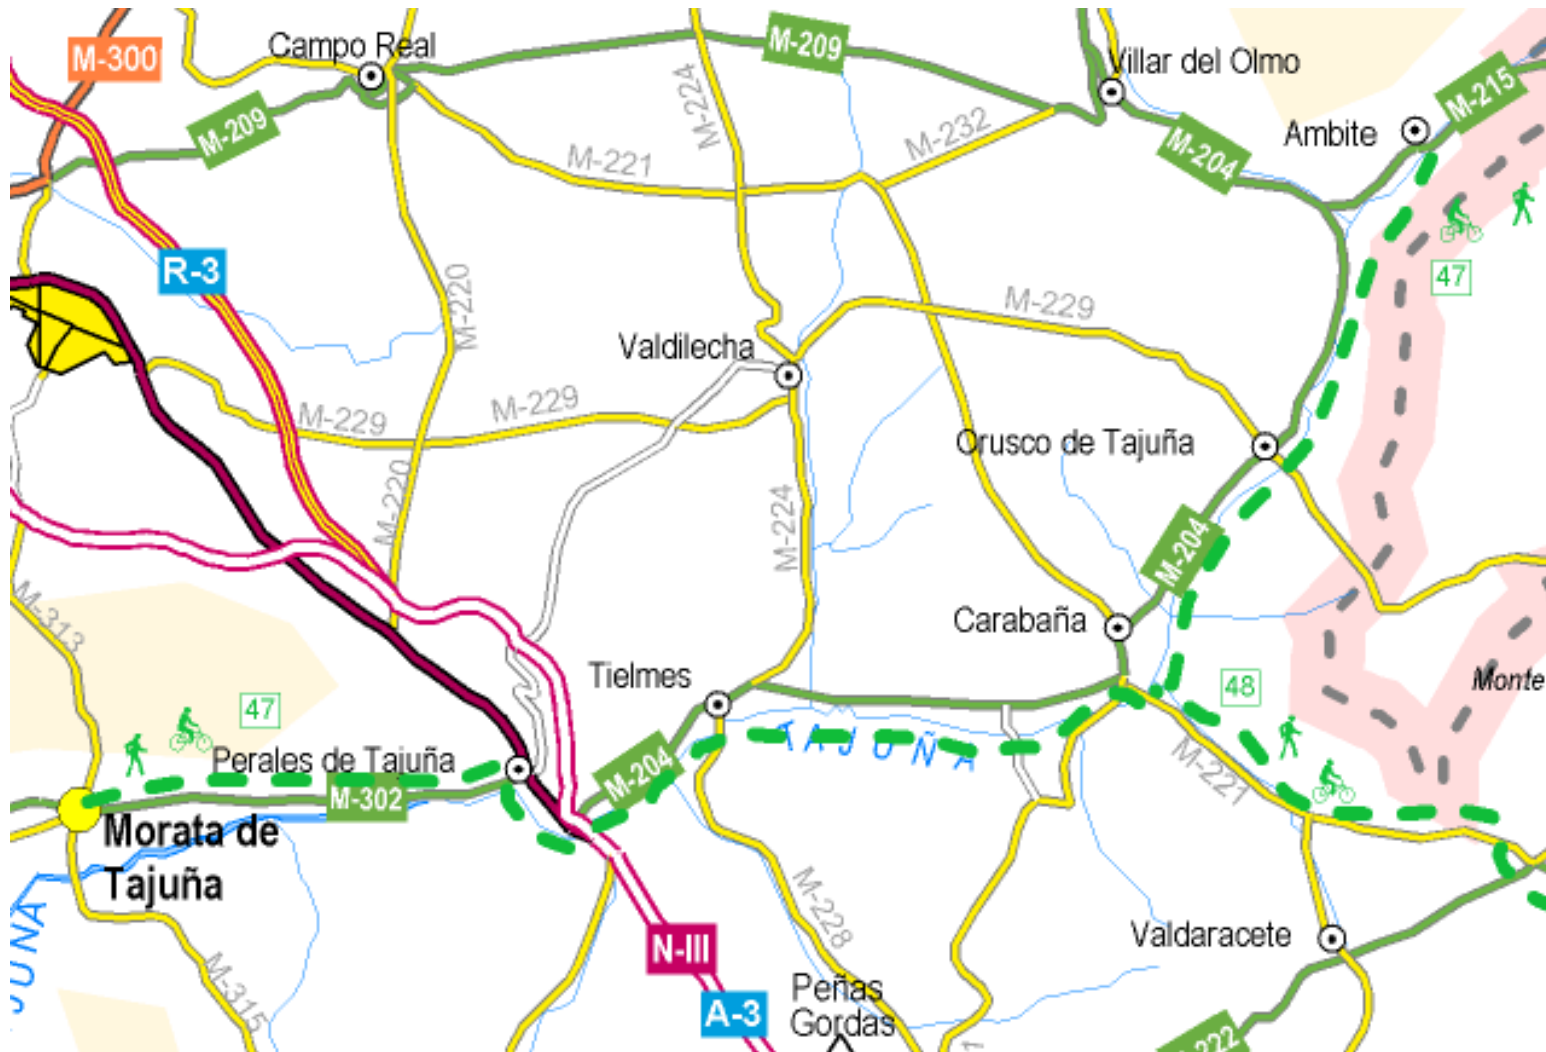 M-300
Campo Real
M-209
M-224
Villar del Olmo
M-215
M-209
M-221
M-232
M-204
Ambite
R-3
M-220
47
M-229
Valdilecha
M-229
M-229
Orusco de Tajuña
M-220
M-224
M-204
M-313
Carabaña
Tielmes
48
Monte
47
TAJUÑA
Perales de Tajuña
M-204
M-302
M-221
Morata de
Tajuña
M-228
JUÑA
N-III
Valdaracete
M-315
A-3
Peñas
Gordas
M-222